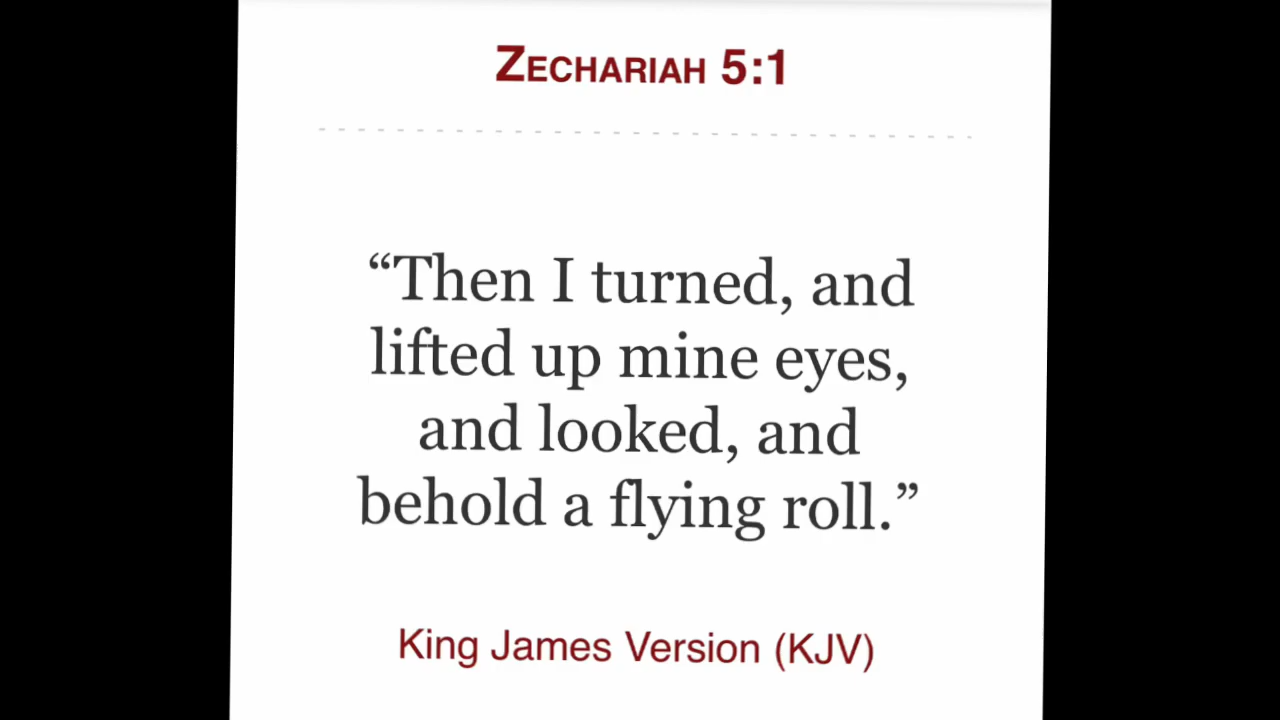 Zechariah 5:1
“Then I turned, and
lifted up mine eyes,
and looked, and
behold a flying roll.”
King James Version (KJV)